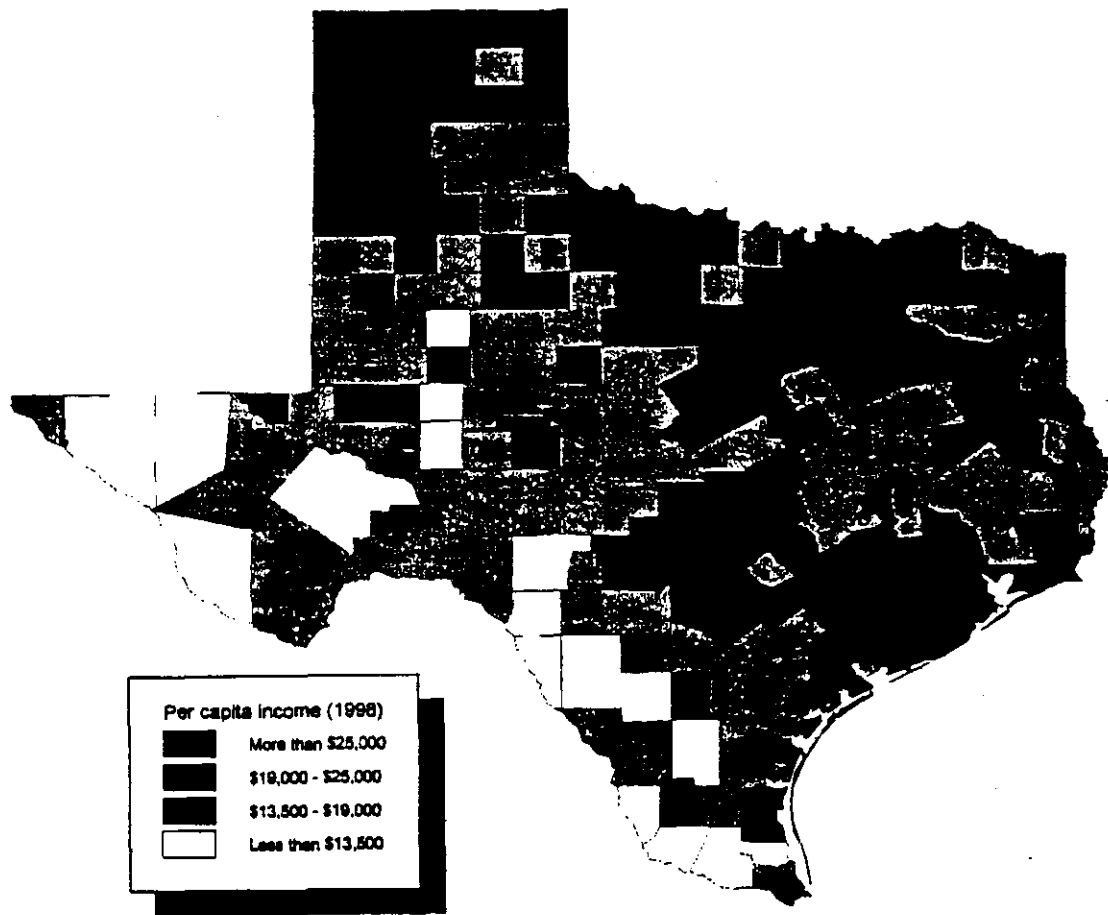 Per capita income (1998)
More than $25,000
$19,000 - $25,000
$13,500 - $19,000
Less than $13,500